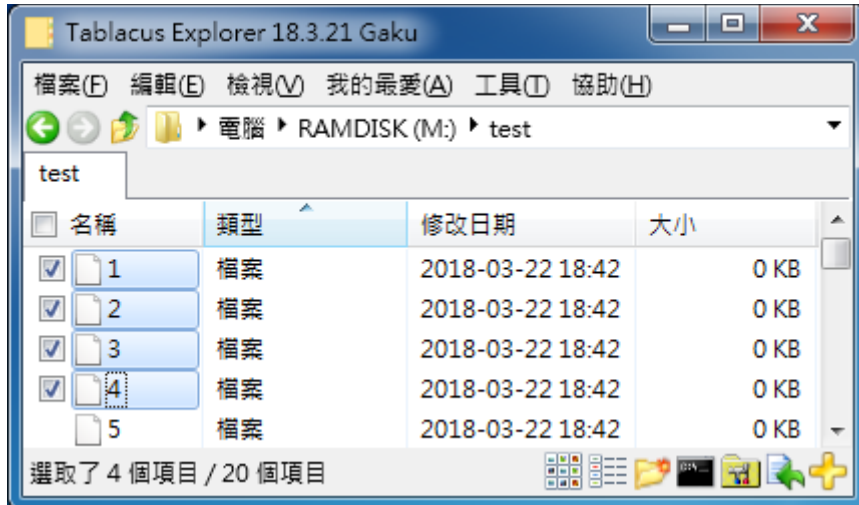 Tablacus Explorer 18.3.21 Gaku
檔案(F) 編輯(E) 檢視(V) 我的最愛(A) 工具(T) 協助(H)
電腦 RAMDISK (M:) test
test
名稱 類型 修改日期 大小
1 檔案 2018-03-22 18:42 0 KB
2 檔案 2018-03-22 18:42 0 KB
3 檔案 2018-03-22 18:42 0 KB
4 檔案 2018-03-22 18:42 0 KB
5 檔案 2018-03-22 18:42 0 KB
選取了 4 個項目 / 20 個項目